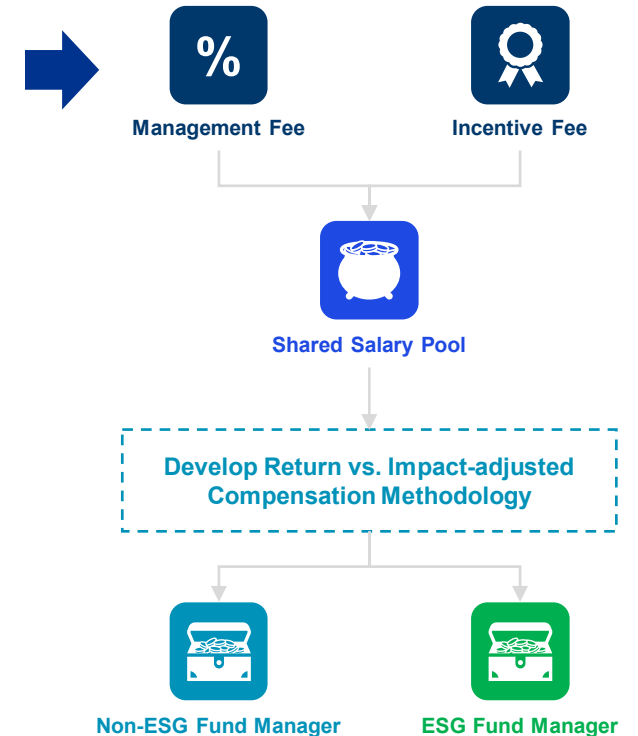 %
Management Fee
Incentive Fee
Shared Salary Pool
Develop Return vs. Impact-adjusted
Compensation Methodology
Non-ESG Fund Manager
ESG Fund Manager